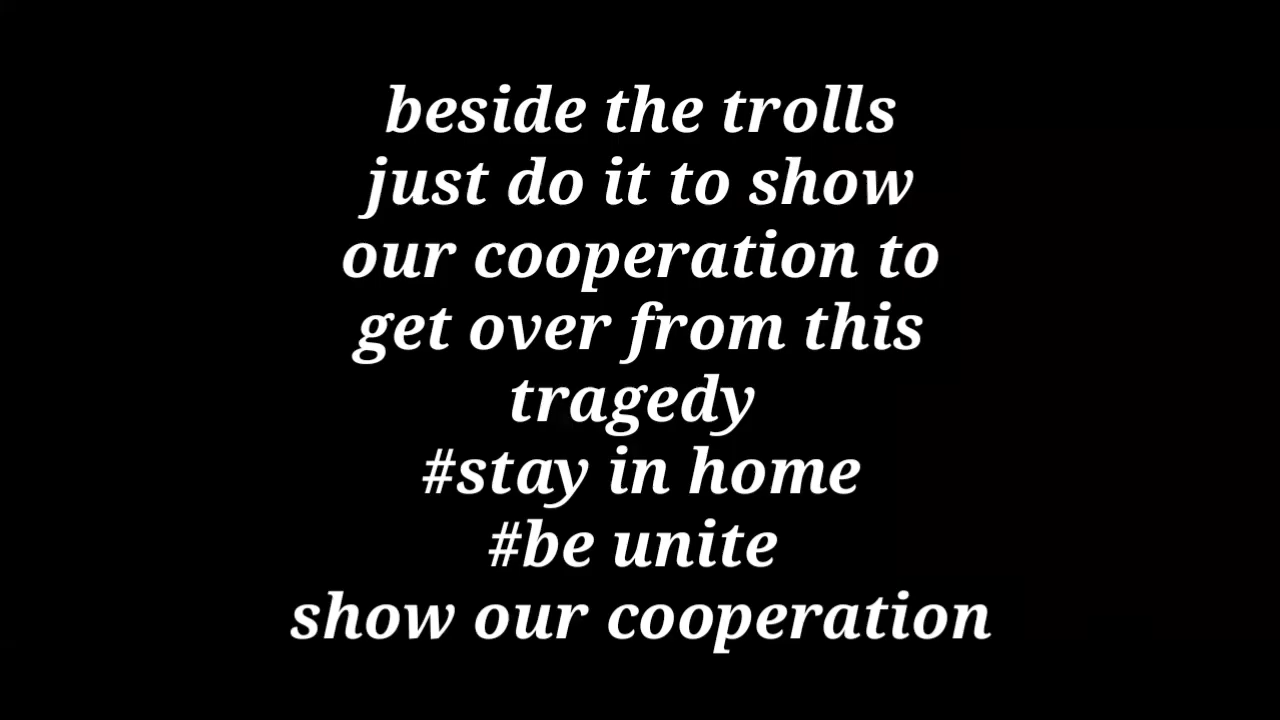 beside the trolls
just do it to show
our cooperation to
get over from this
tragedy
#stay in home
#be unite
show our cooperation